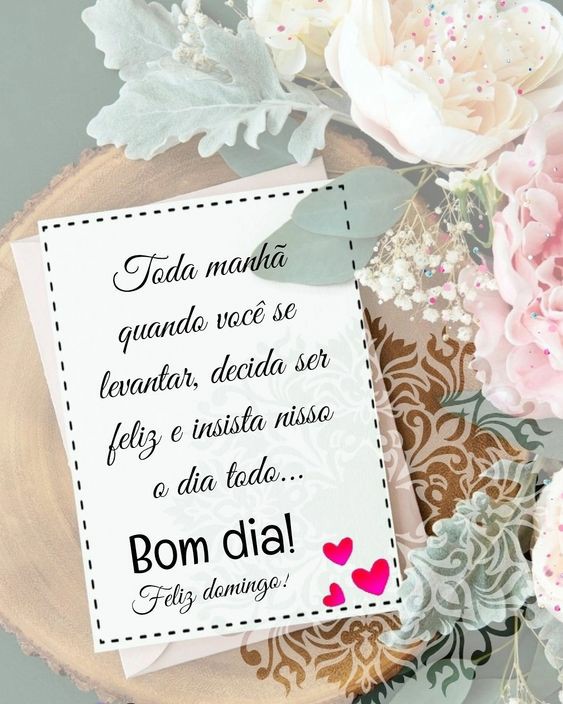 Toda manhã
quando você se
levantar, decida ser
feliz e insista nisso
o dia todo...
Bom dia!
Feliz domingo!